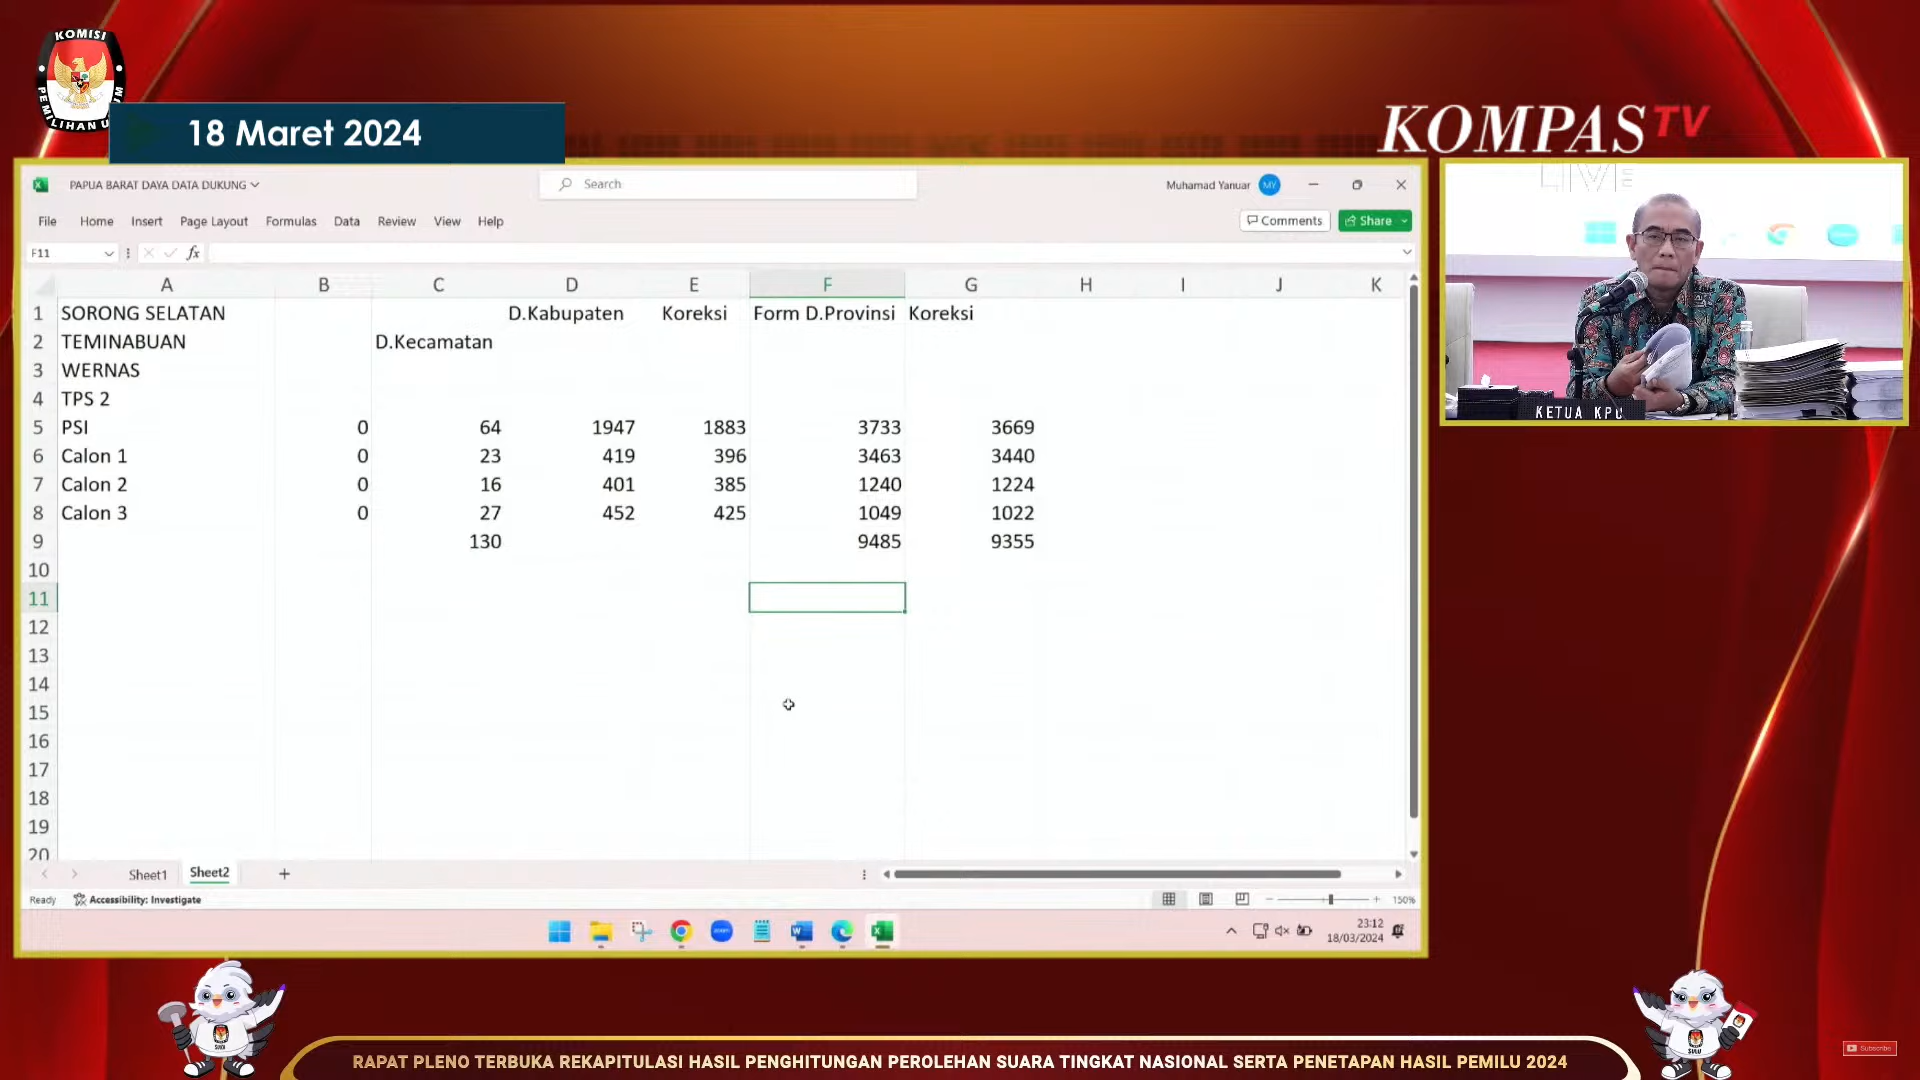 KOMISI
PEMILIHAN U
18 Maret 2024
KOMPAS TV
PAPUA BARAT DAYA DATA DUKUNG
Search
Muhamad Yanuar
MY
File Home Insert Page Layout Formulas Data Review View Help
Comments
Share
F11
fx
A B C D E F G H I J K
1 SORONG SELATAN D.Kabupaten Koreksi Form D.Provinsi Koreksi
2 TEMINABUAN D.Kecamatan
3 WERNAS
4 TPS 2
5 PSI 0 64 1947 1883 3733 3669
6 Calon 1 0 23 419 396 3463 3440
7 Calon 2 0 16 401 385 1240 1224
8 Calon 3 0 27 452 425 1049 1022
9 130 9485 9355
10
11
12
13
14
15
16
17
18
19
20
Sheet1 Sheet2 +
Ready Accessibility: Investigate
150%
23:12
18/03/2024
LIVE
KETUA KPU
SULU
RAPAT PLENO TERBUKA REKAPITULASI HASIL PENGHITUNGAN PEROLEHAN SUARA TINGKAT NASIONAL SERTA PENETAPAN HASIL PEMILU 2024
Subscribe